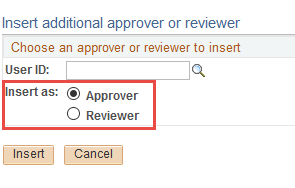 Insert additional approver or reviewer
Choose an approver or reviewer to insert
User ID:
Insert as: Approver
Reviewer
Insert Cancel